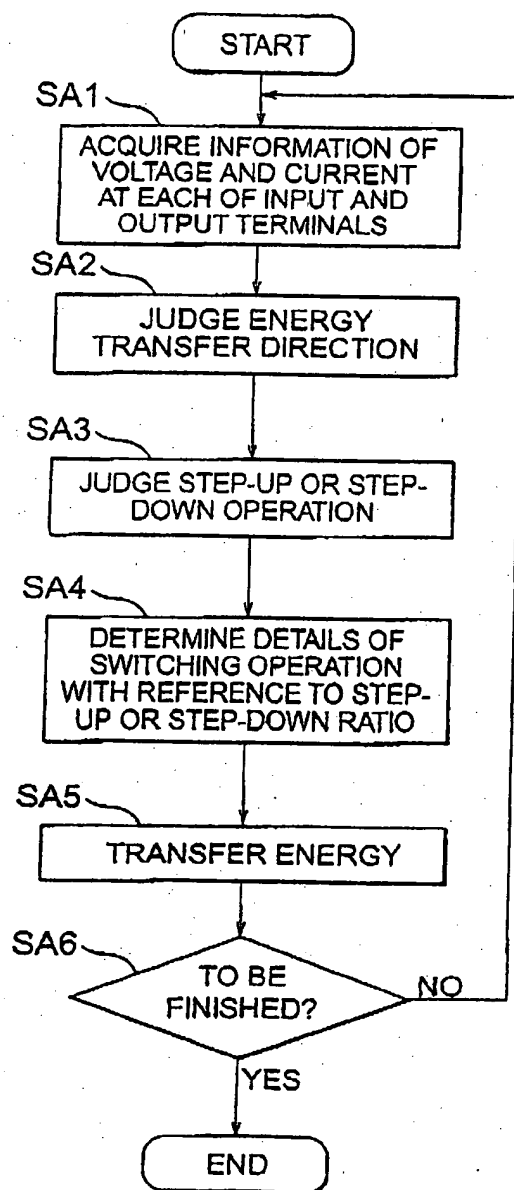 START
SA1
ACQUIRE INFORMATION OF
VOLTAGE AND CURRENT
AT EACH OF INPUT AND
OUTPUT TERMINALS
SA2
JUDGE ENERGY
TRANSFER DIRECTION
SA3
JUDGE STEP-UP OR STEP-
DOWN OPERATION
SA4
DETERMINE DETAILS OF
SWITCHING OPERATION
WITH REFERENCE TO STEP-
UP OR STEP-DOWN RATIO
SA5
TRANSFER ENERGY
SA6
TO BE
FINISHED?
NO
YES
END